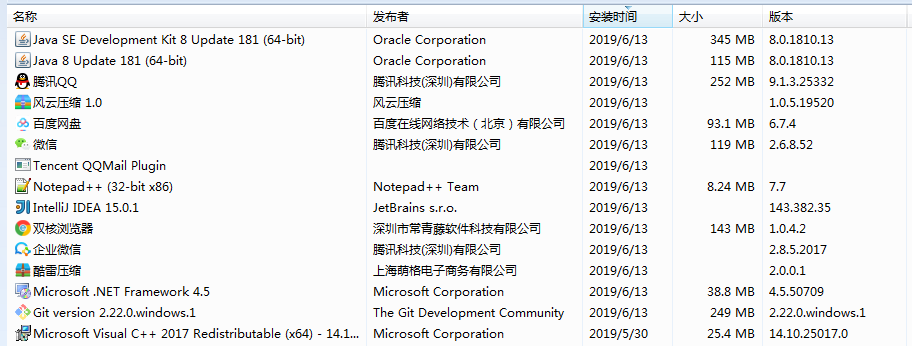 名称 发布者 安装时间 大小 版本
Java SE Development Kit 8 Update 181 (64-bit) Oracle Corporation 2019/6/13 345 MB 8.0.1810.13
Java 8 Update 181 (64-bit) Oracle Corporation 2019/6/13 115 MB 8.0.1810.13
腾讯QQ 腾讯科技(深圳)有限公司 2019/6/13 252 MB 9.1.3.25332
风云压缩 1.0 风云压缩 2019/6/13 1.0.5.19520
百度网盘 百度在线网络技术（北京）有限公司 2019/6/13 93.1 MB 6.7.4
微信 腾讯科技(深圳)有限公司 2019/6/13 119 MB 2.6.8.52
Tencent QQMail Plugin 2019/6/13
Notepad++ (32-bit x86) Notepad++ Team 2019/6/13 8.24 MB 7.7
IntelliJ IDEA 15.0.1 JetBrains s.r.o. 2019/6/13 143.382.35
双核浏览器 深圳市常青藤软件科技有限公司 2019/6/13 143 MB 1.0.4.2
企业微信 腾讯科技(深圳)有限公司 2019/6/13 2.8.5.2017
酷雷压缩 上海萌格电子商务有限公司 2019/6/13 2.0.0.1
Microsoft .NET Framework 4.5 Microsoft Corporation 2019/6/13 38.8 MB 4.5.50709
Git version 2.22.0.windows.1 The Git Development Community 2019/6/13 249 MB 2.22.0.windows.1
Microsoft Visual C++ 2017 Redistributable (x64) - 14.1... Microsoft Corporation 2019/5/30 25.4 MB 14.10.25017.0